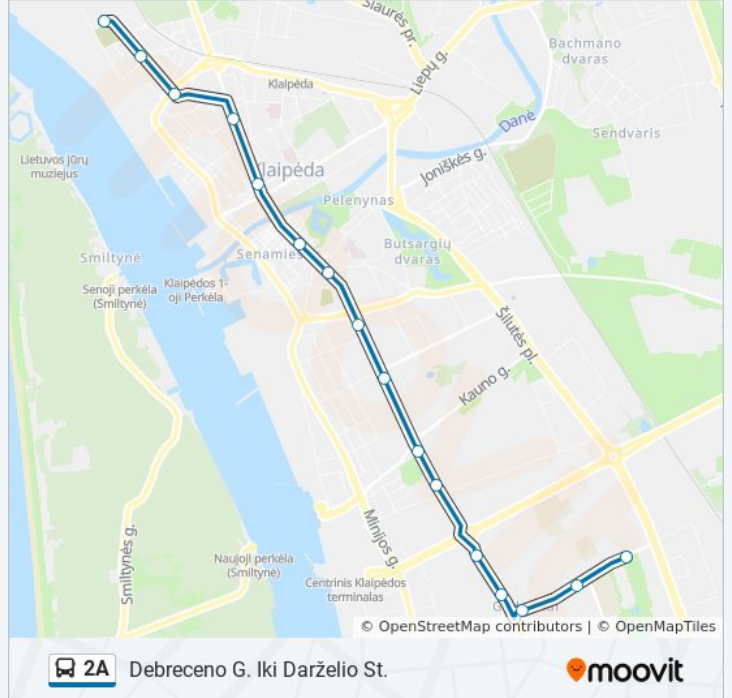 Šiaurės pr.
Liepų g.
Bachmano
dvaras
Klaipėda
Danė
Sendvaris
Lietuvos jūrų
muziejus
Joniškės g.
Klaipėda
Pelenynas
Butsargių
dvaras
Senamies
Smiltynė
Senoji perkėla
(Smiltynė)
Klaipėdos 1-
oji Perkėla
Šilutės pl.
Kauno g.
Minijos g.
Smiltynės g.
Naujoji perkėla
(Smiltynė)
Centrinis Klaipėdos
terminalas
© OpenStreetMap contributors | © OpenMapTiles
2A Debreceno G. Iki Darželio St.
moovit